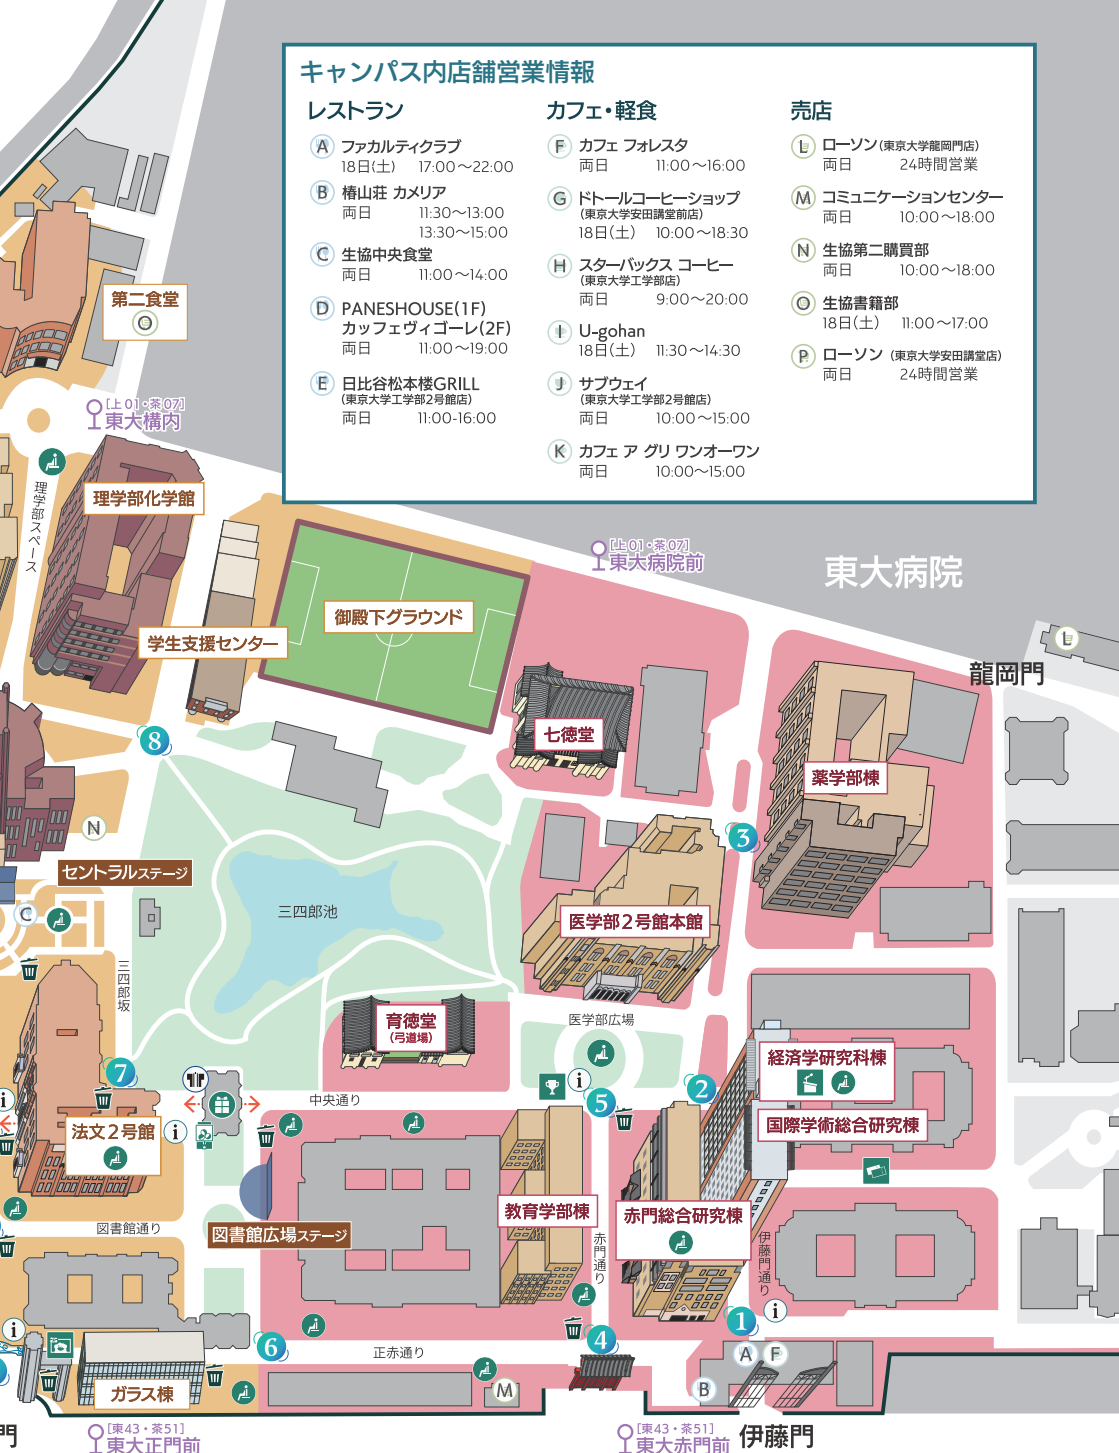 キャンパス内店舗営業情報
レストラン
A ファカルティクラブ
18日(土) 17:00〜22:00
B 椿山荘 カメリア
両日 11:30〜13:00
13:30〜15:00
C 生協中央食堂
両日 11:00〜14:00
D PANESHOUSE(1F)
カッフェヴィゴーレ(2F)
両日 11:00〜19:00
E 日比谷松本楼GRILL
(東京大学工学部2号館店)
両日 11:00-16:00
カフェ・軽食
F カフェ フォレスタ
両日 11:00〜16:00
G ドトールコーヒーショップ
(東京大学安田講堂前店)
18日(土) 10:00〜18:30
H スターバックス コーヒー
(東京大学工学部店)
両日 9:00〜20:00
I U-gohan
18日(土) 11:30〜14:30
J サブウェイ
(東京大学工学部2号館店)
両日 10:00〜15:00
K カフェ ア グリ ワンオーワン
両日 10:00〜15:00
売店
L ローソン(東京大学龍岡門店)
両日 24時間営業
M コミュニケーションセンター
両日 10:00〜18:00
N 生協第二購買部
両日 10:00〜18:00
O 生協書籍部
18日(土) 11:00〜17:00
P ローソン (東京大学安田講堂店)
両日 24時間営業
第二食堂
O
[上01・茶07]
東大構内
理学部スペース
理学部化学館
学生支援センター
御殿下グラウンド
[上01・茶07]
東大病院前
東大病院
L
龍岡門
七徳堂
薬学部棟
8
3
N
セントラルステージ
C
三四郎池
医学部2号館本館
三四郎坂
育徳堂
(弓道場)
医学部広場
経済学研究科棟
国際学術総合研究棟
7
i
中央通り
i
5
2
法文2号館
i
教育学部棟
赤門総合研究棟
図書館通り
図書館広場ステージ
赤門通り
伊藤門通り
i
6
正赤通り
4
1
i
A
F
B
M
ガラス棟
門
[東43・茶51]
東大正門前
[東43・茶51]
東大赤門前
伊藤門